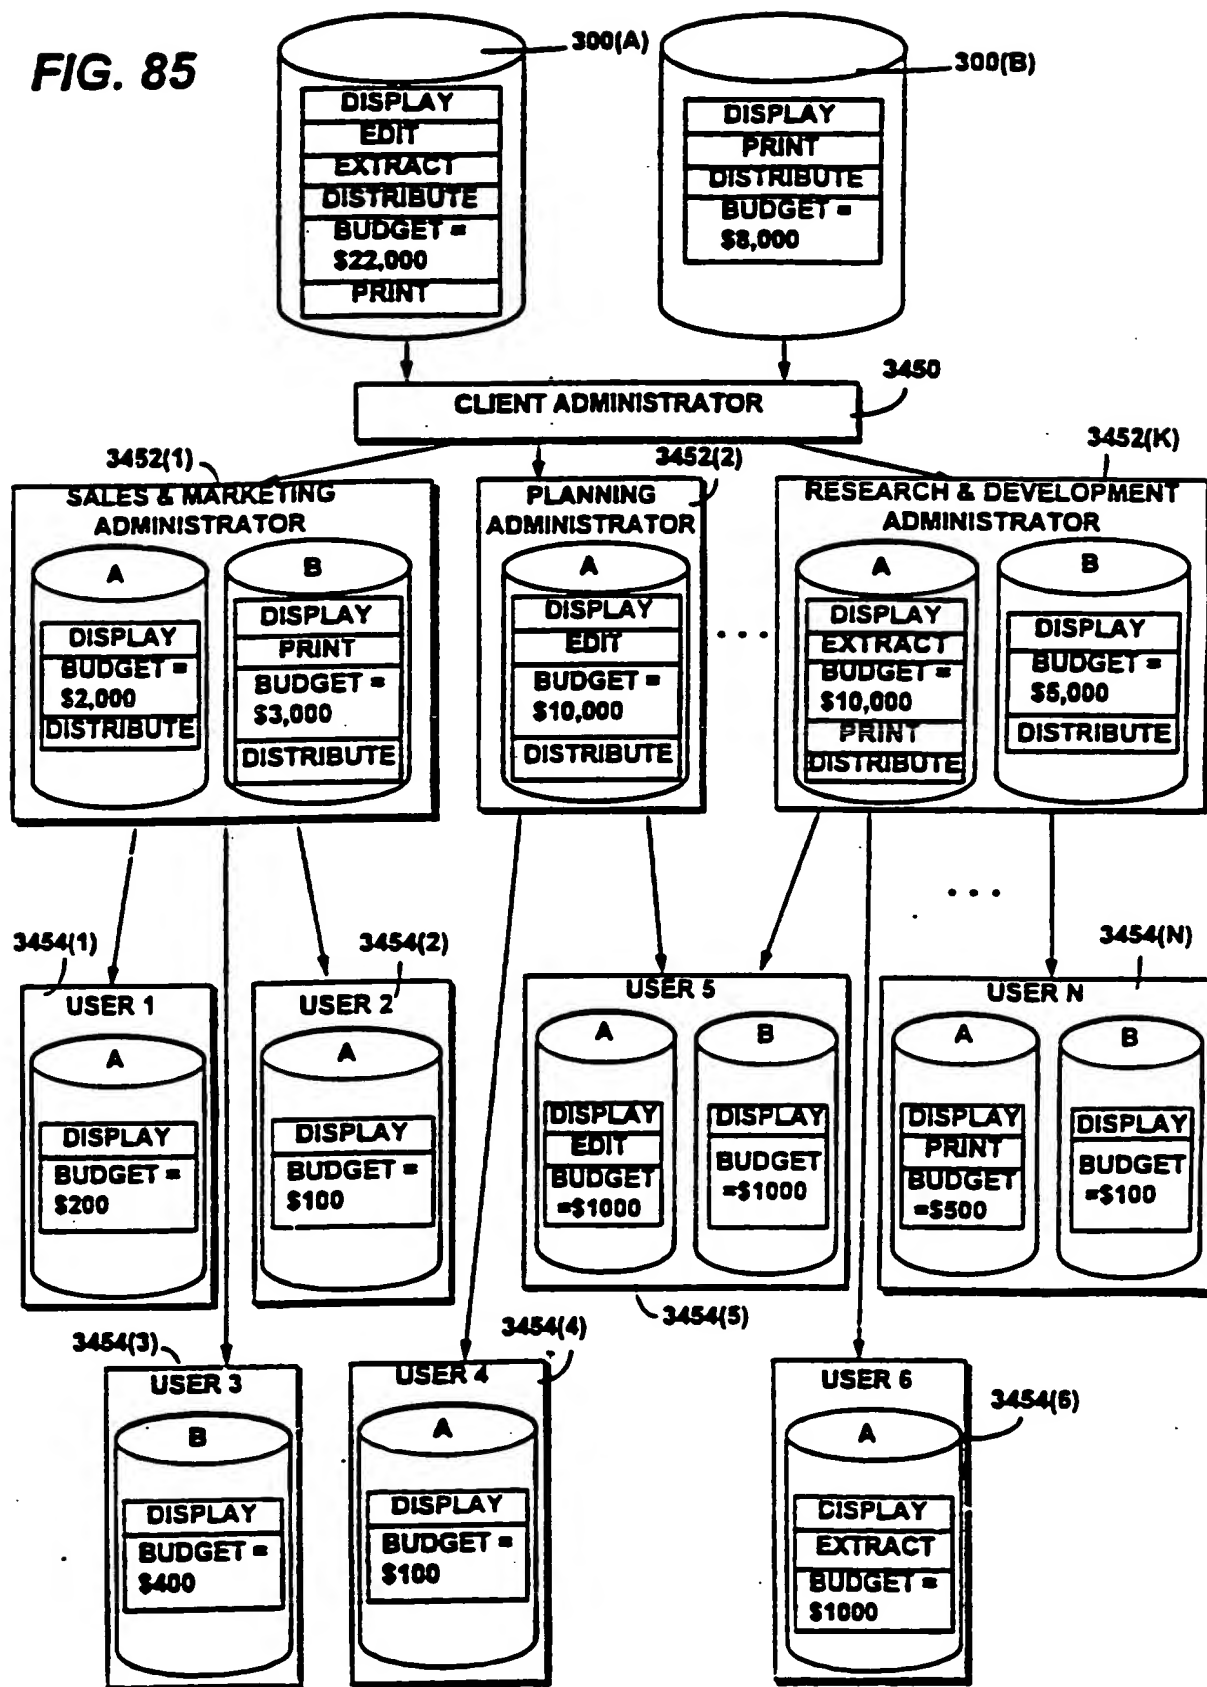 FIG. 85
300(A)
DISPLAY
EDIT
EXTRACT
DISTRIBUTE
BUDGET =
$22,000
PRINT
300(B)
DISPLAY
PRINT
DISTRIBUTE
BUDGET =
$8,000
CLIENT ADMINISTRATOR
3450
3452(1)
SALES & MARKETING
ADMINISTRATOR
A
DISPLAY
BUDGET =
$2,000
DISTRIBUTE
B
DISPLAY
PRINT
BUDGET =
$3,000
DISTRIBUTE
3452(2)
PLANNING
ADMINISTRATOR
A
DISPLAY
EDIT
BUDGET =
$10,000
DISTRIBUTE
. . .
3452(K)
RESEARCH & DEVELOPMENT
ADMINISTRATOR
A
DISPLAY
EXTRACT
BUDGET =
$10,000
PRINT
DISTRIBUTE
B
DISPLAY
BUDGET =
$5,000
DISTRIBUTE
3454(1)
USER 1
A
DISPLAY
BUDGET =
$200
3454(2)
USER 2
A
DISPLAY
BUDGET =
$100
USER 5
A
DISPLAY
EDIT
BUDGET
=$1000
B
DISPLAY
BUDGET
=$1000
3454(5)
. . .
3454(N)
USER N
A
DISPLAY
PRINT
BUDGET
=$500
B
DISPLAY
BUDGET
=$100
3454(3)
USER 3
B
DISPLAY
BUDGET =
$400
3454(4)
USER 4
A
DISPLAY
BUDGET =
$100
USER 6
3454(6)
A
DISPLAY
EXTRACT
BUDGET =
$1000